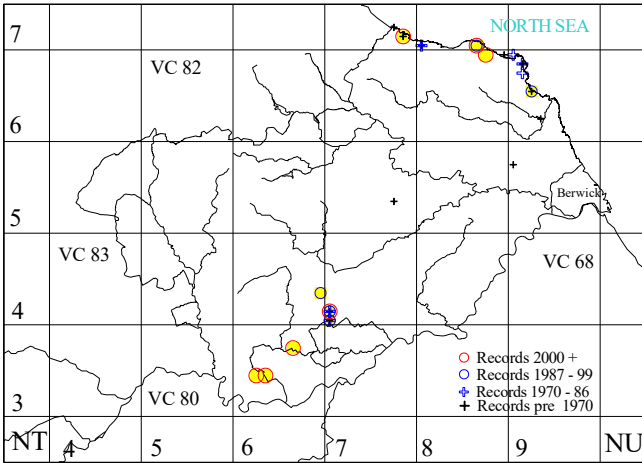 NORTH SEA
7
VC 82
6
Berwick
5
VC 83
VC 68
4
Records 2000 +
Records 1987 - 99
Records 1970 - 86
VC 80
Records pre 1970
3
NT 4 5 6 7 8 9 NU